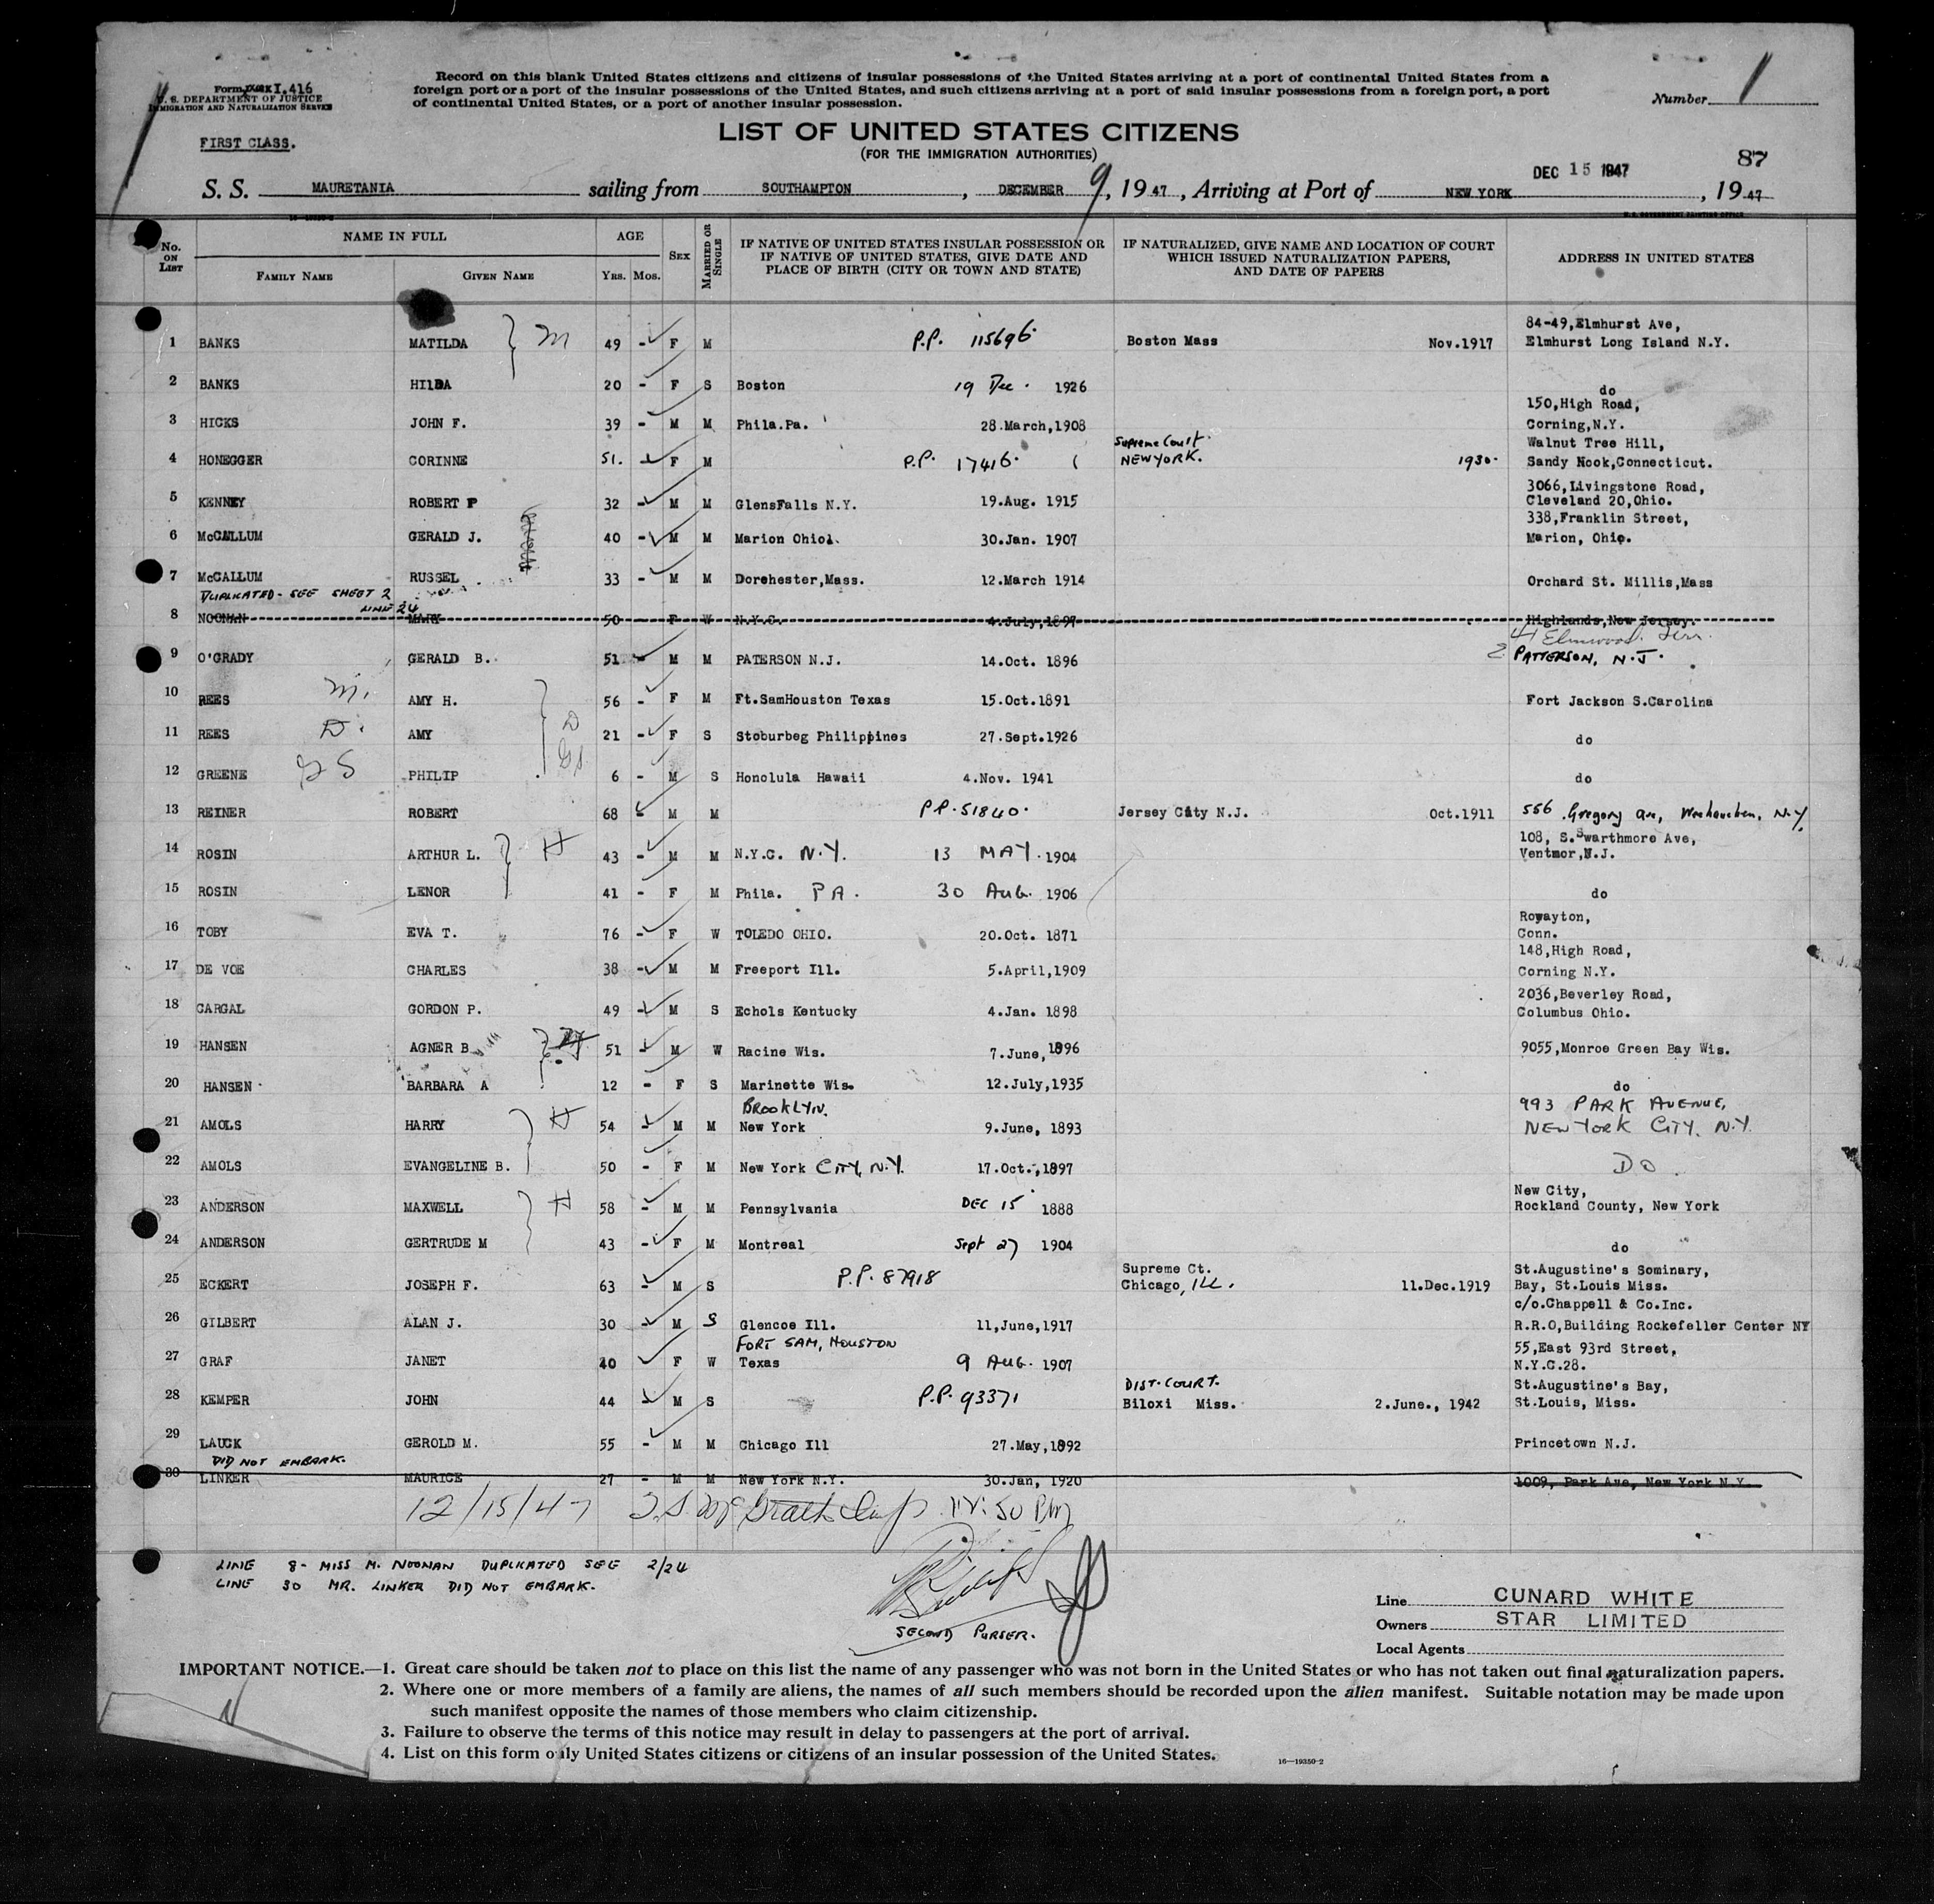 Form I-416
U. S. DEPARTMENT OF JUSTICE
IMMIGRATION AND NATURALIZATION SERVICE
Record on this blank United States citizens and citizens of insular possessions of the United States arriving at a port of continental United States from a
foreign port or a port of the insular possessions of the United States, and such citizens arriving at a port of said insular possessions from a foreign port, a port
of continental United States, or a port of another insular possession.
Number 1
LIST OF UNITED STATES CITIZENS
(FOR THE IMMIGRATION AUTHORITIES)
FIRST CLASS.
DEC 15 1947
87
S. S. MAURETANIA sailing from SOUTHAMPTON, DECEMBER 9, 1947, Arriving at Port of NEW YORK, 1947
No. ON LIST
NAME IN FULL
FAMILY NAME GIVEN NAME
AGE
YRS. MOS.
SEX
MARRIED OR SINGLE
IF NATIVE OF UNITED STATES INSULAR POSSESSION OR
IF NATIVE OF UNITED STATES, GIVE DATE AND
PLACE OF BIRTH (CITY OR TOWN AND STATE)
IF NATURALIZED, GIVE NAME AND LOCATION OF COURT
WHICH ISSUED NATURALIZATION PAPERS,
AND DATE OF PAPERS
ADDRESS IN UNITED STATES
84-49,Elmhurst Ave,
1 BANKS MATILDA M 49 - F M P.P. 115696 Boston Mass Nov.1917 Elmhurst Long Island N.Y.
2 BANKS HILDA 20 - F S Boston 19 Dec. 1926 do
150,High Road,
3 HICKS JOHN F. 39 - M M Phila.Pa. 28.March,1908 Corning,N.Y.
Supreme Court Walnut Tree Hill,
4 HONEGGER CORINNE 51. - F M P.P. 17416 NEWYORK. 1930. Sandy Nook,Connecticut.
3066,Livingstone Road,
5 KENNEY ROBERT P 32 - M M GlensFalls N.Y. 19.Aug. 1915 Cleveland 20,Ohio.
338,Franklin Street,
6 McCALLUM GERALD J. 40 - M M Marion Ohio. 30.Jan. 1907 Marion, Ohio.
7 McCALLUM RUSSEL 33 - M M Dorehester,Mass. 12.March 1914 Orchard St. Millis,Mass
DUPLICATED - SEE SHEET 2
LINE 24
8 NOONAN MARY 50 - F W N.Y.C. 4.July,1897 Highlands,New Jersey.
41 Elmwood Terr.
9 O'GRADY GERALD B. 51 - M M PATERSON N.J. 14.Oct. 1896 PATTERSON, N.J.
10 REES M. AMY H. 56 - F M Ft.SamHouston Texas 15.Oct.1891 Fort Jackson S.Carolina
11 REES D. AMY D 21 - F S Stoburbeg Philippines 27.Sept.1926 do
12 GREENE GS PHILIP GS 6 - M S Honolula Hawaii 4.Nov. 1941 do
13 REINER ROBERT 68 - M M P.P. 51840. Jersey City N.J. Oct.1911 556 Gregory Ave, Weehawken, N.Y.
108, S.Swarthmore Ave,
14 ROSIN ARTHUR L. H 43 - M M N.Y.C. N.Y. 13 MAY. 1904 Ventmor,N.J.
15 ROSIN LENOR 41 - F M Phila. PA. 30 AUG. 1906 do
Rowayton,
16 TOBY EVA T. 76 - F W TOLEDO OHIO. 20.Oct. 1871 Conn.
148,High Road,
17 DE VOE CHARLES 38 - M M Freeport Ill. 5.April,1909 Corning N.Y.
2036,Beverley Road,
18 CARGAL GORDON P. 49 - M S Echols Kentucky 4.Jan. 1898 Columbus Ohio.
19 HANSEN AGNER B 51 - M W Racine Wis. 7.June,1896 9055,Monroe Green Bay Wis.
20 HANSEN BARBARA A 12 - F S Marinette Wis. 12.July,1935 do
BROOKLYN. 993 PARK AVENUE,
21 AMOLS HARRY H 54 - M M New York 9.June, 1893 NEW YORK CITY. N.Y.
22 AMOLS EVANGELINE B. 50 - F M New York CITY, N.Y. 17.Oct.,1897 DO.
New City,
23 ANDERSON MAXWELL H 58 - M M Pennsylvania DEC 15 1888 Rockland County, New York
24 ANDERSON GERTRUDE M 43 - F M Montreal Sept 27 1904 do
Supreme Ct. St.Augustine's Sominary,
25 ECKERT JOSEPH F. 63 - M S P.P. 87918 Chicago, ILL. 11.Dec.1919 Bay, St.Louis Miss.
c/o.Chappell & Co.Inc.
26 GILBERT ALAN J. 30 - M S Glencoe Ill. 11,June,1917 R.R.O,Building Rockefeller Center NY
FORT SAM, HOUSTON 55,East 93rd Street,
27 GRAF JANET 40 F W Texas 9 AUG. 1907 N.Y.C.28.
DIST. COURT. St.Augustine's Bay,
28 KEMPER JOHN 44 - M S P.P. 93371 Biloxi Miss. 2.June., 1942 St.Louis, Miss.
29 LAUCK GEROLD M. 55 - M M Chicago Ill 27.May,1892 Princetown N.J.
DID NOT EMBARK.
30 LINKER MAURICE 27 - M M New York N.Y. 30.Jan, 1920 1009, Park Ave, New York N.Y.
12/15/47
LINE 8 - MISS M. NOONAN DUPLICATED SEE 2/24
LINE 30 MR. LINKER DID NOT EMBARK.
SECOND PURSER.
Line CUNARD WHITE
Owners STAR LIMITED
Local Agents
IMPORTANT NOTICE.—1. Great care should be taken not to place on this list the name of any passenger who was not born in the United States or who has not taken out final naturalization papers.
2. Where one or more members of a family are aliens, the names of all such members should be recorded upon the alien manifest. Suitable notation may be made upon
such manifest opposite the names of those members who claim citizenship.
3. Failure to observe the terms of this notice may result in delay to passengers at the port of arrival.
4. List on this form only United States citizens or citizens of an insular possession of the United States.
16—19350-2